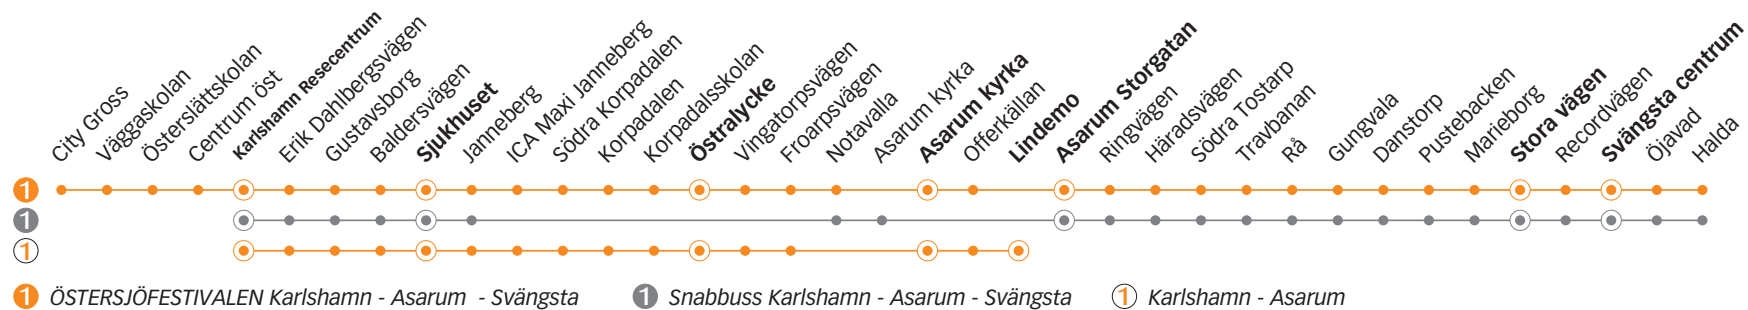 City Gross
Väggaskolan
Österslättskolan
Centrum öst
Karlshamn Resecentrum
Erik Dahlbergsvägen
Gustavsborg
Baldersvägen
Sjukhuset
Janneberg
ICA Maxi Janneberg
Södra Korpadalen
Korpadalen
Korpadalsskolan
Östralycke
Vingatorpsvägen
Froarpsvägen
Notavalla
Asarum Kyrka
Asarum kyrka
Offerkällan
Lindemo
Asarum Storgatan
Ringvägen
Häradsvägen
Södra Tostarp
Travbanan
Rå
Gungvala
Danstorp
Pustebacken
Marieborg
Stora vägen
Recordvägen
Svängsta centrum
Öjavad
Halda
1
1
1
1 ÖSTERSJÖFESTIVALEN Karlshamn - Asarum - Svängsta
1 Snabbuss Karlshamn - Asarum - Svängsta
1 Karlshamn - Asarum